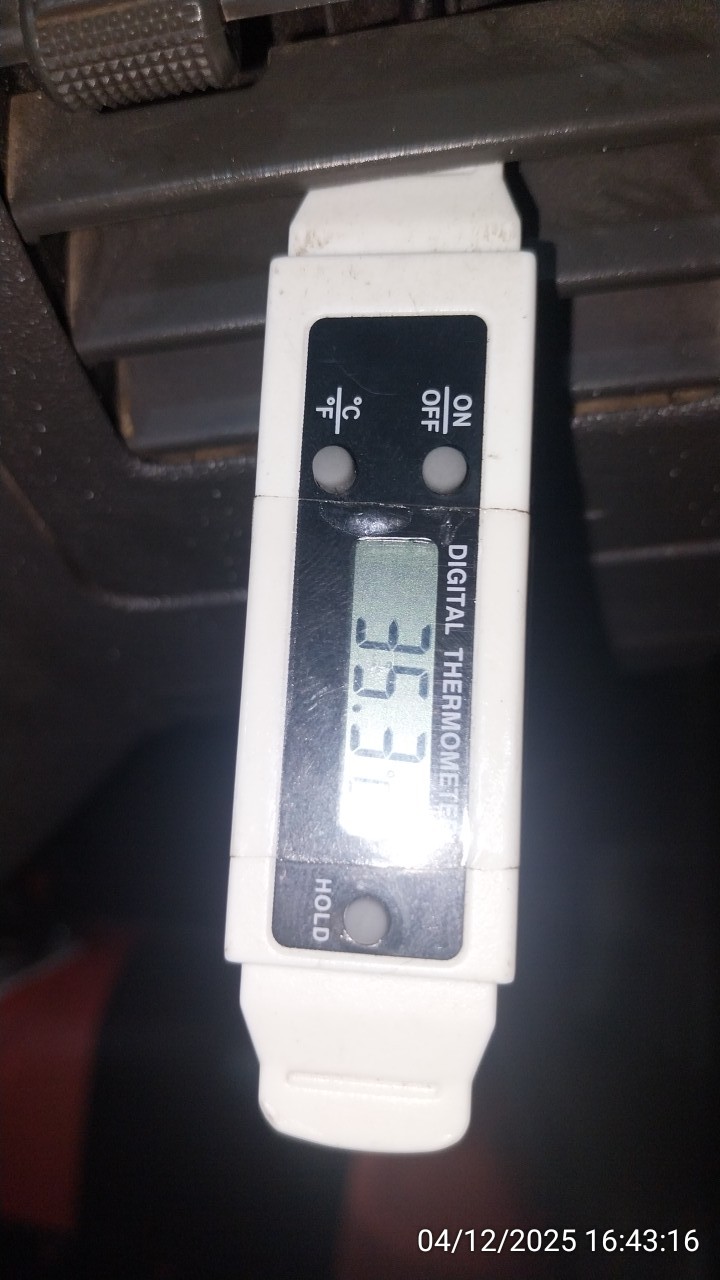 ON
OFF
°C
°F
DIGITAL THERMOMETER
35.3°C
HOLD
04/12/2025 16:43:16